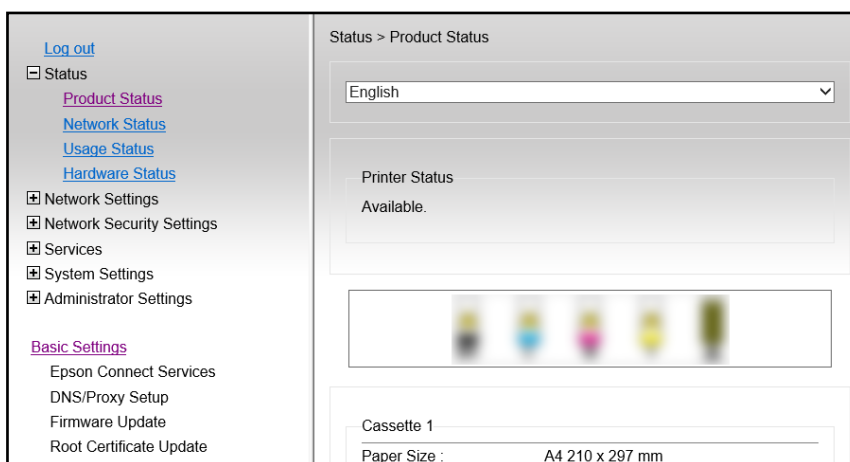 Log out
Status
Product Status
Network Status
Usage Status
Hardware Status
Network Settings
Network Security Settings
Services
System Settings
Administrator Settings
Basic Settings
Epson Connect Services
DNS/Proxy Setup
Firmware Update
Root Certificate Update
Status > Product Status
English
Printer Status
Available.
Cassette 1
Paper Size : A4 210 x 297 mm